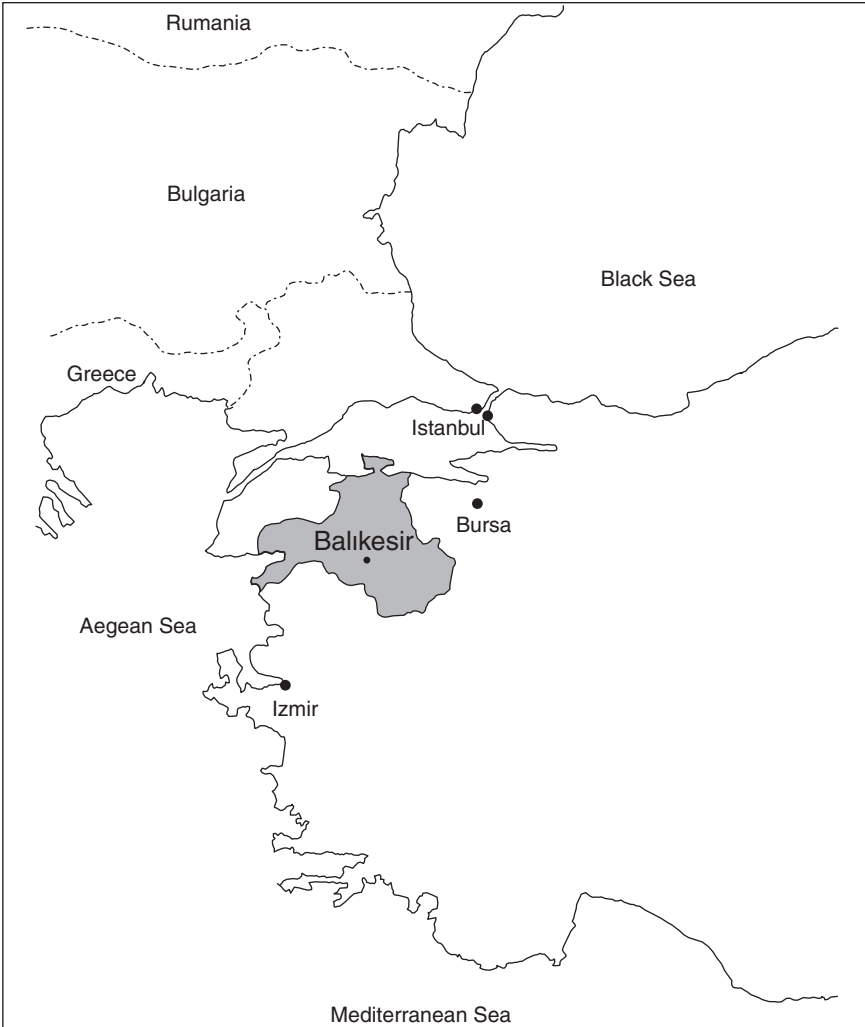 Rumania
Bulgaria
Black Sea
Greece
Istanbul
Bursa
Balıkesir
Aegean Sea
Izmir
Mediterranean Sea